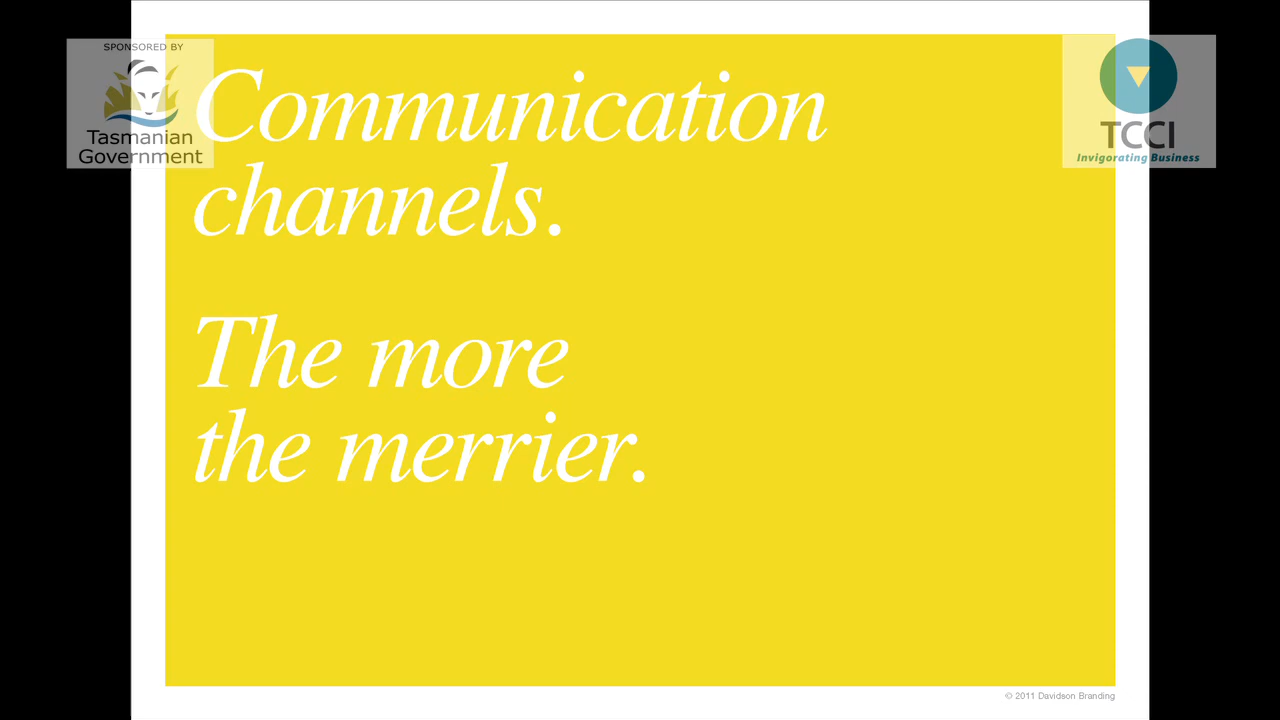 SPONSORED BY
Tasmanian
Government
TCCI
Invigorating Business
Communication
channels.
The more
the merrier.
© 2011 Davidson Branding